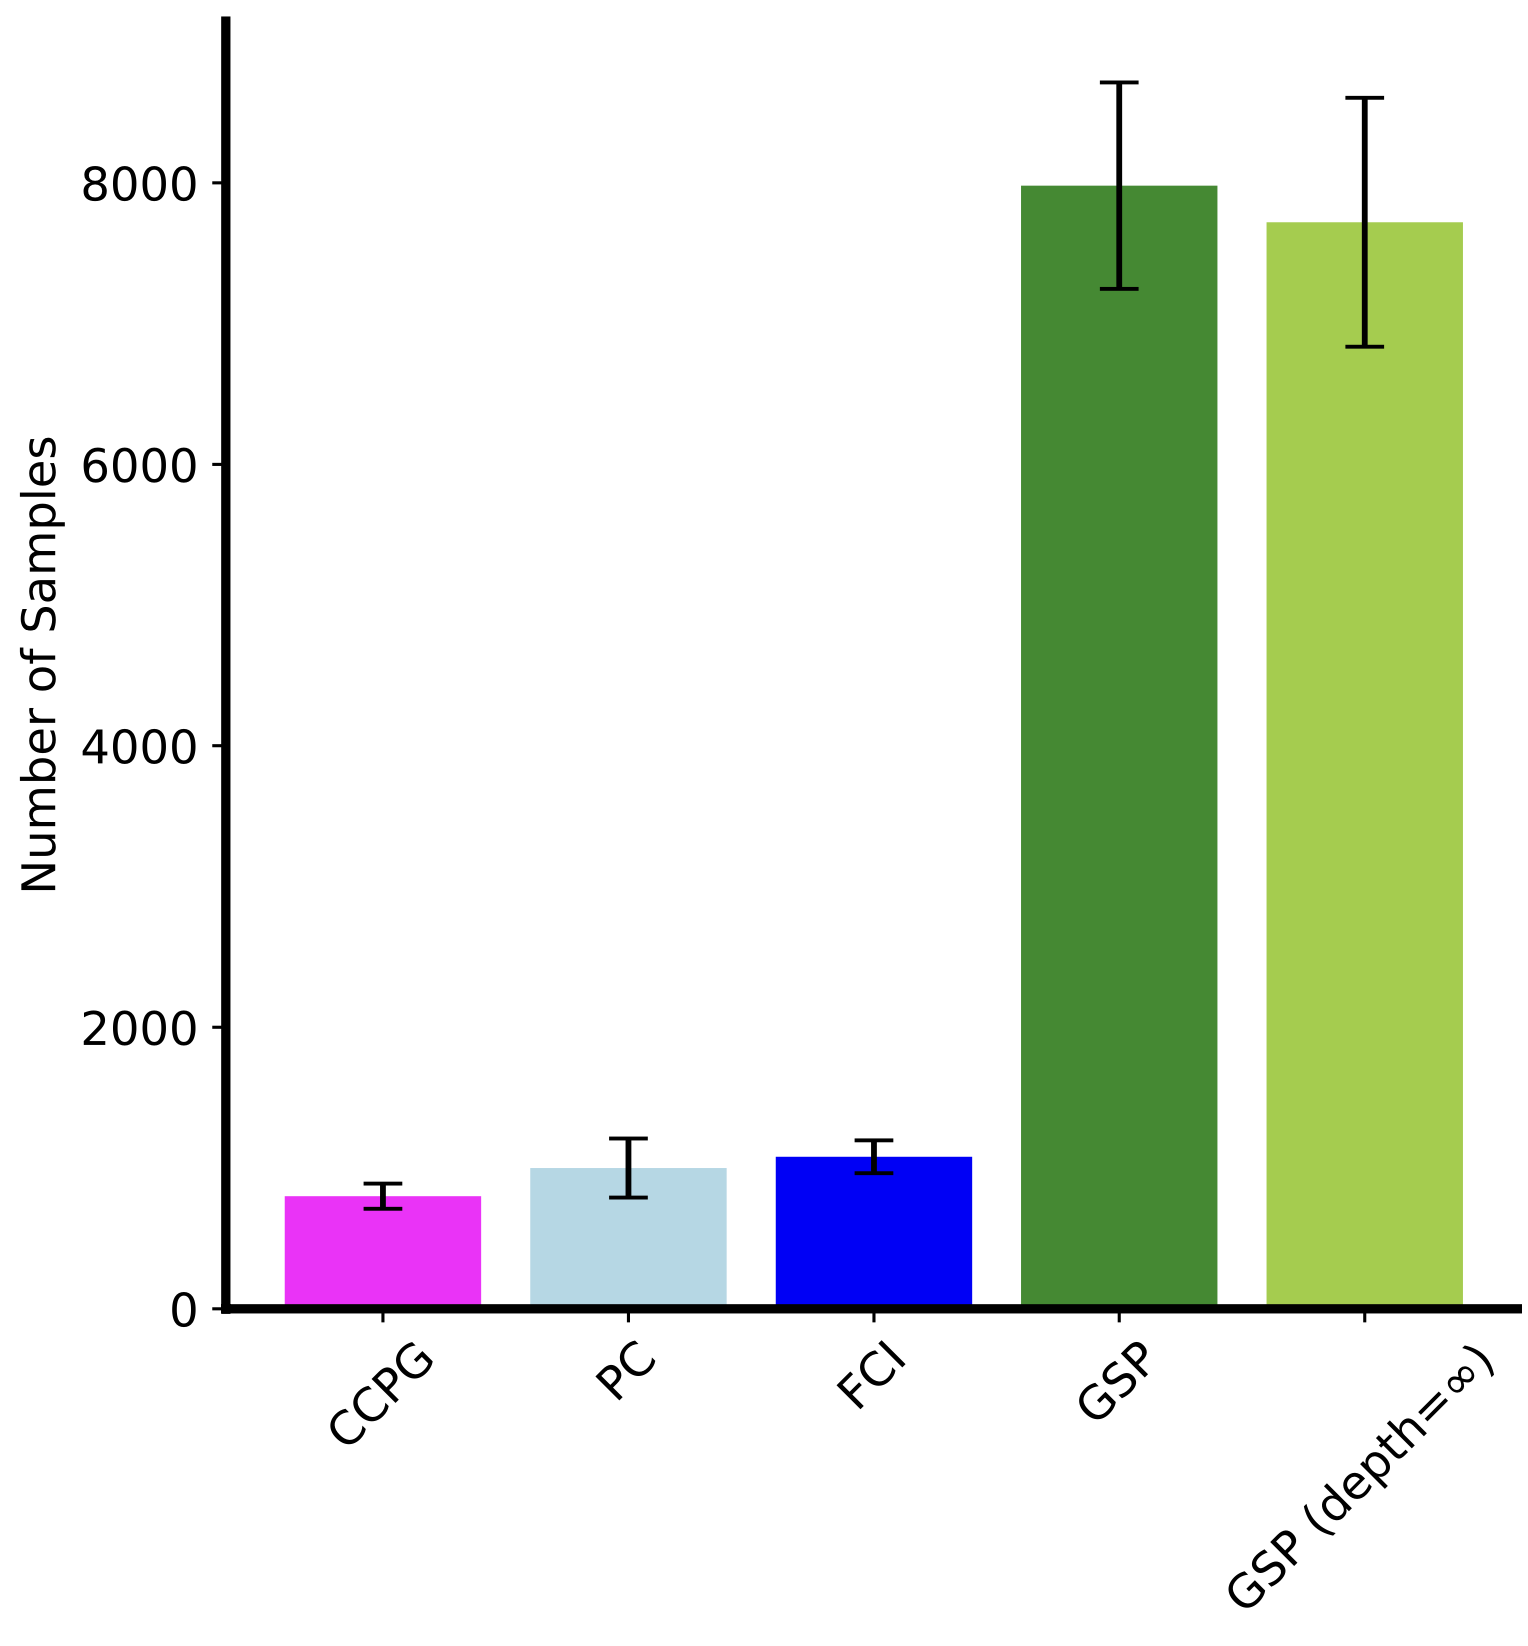 Number of Samples
8000
6000
4000
2000
0
CCPG
PC
FCI
GSP
GSP (depth=∞)